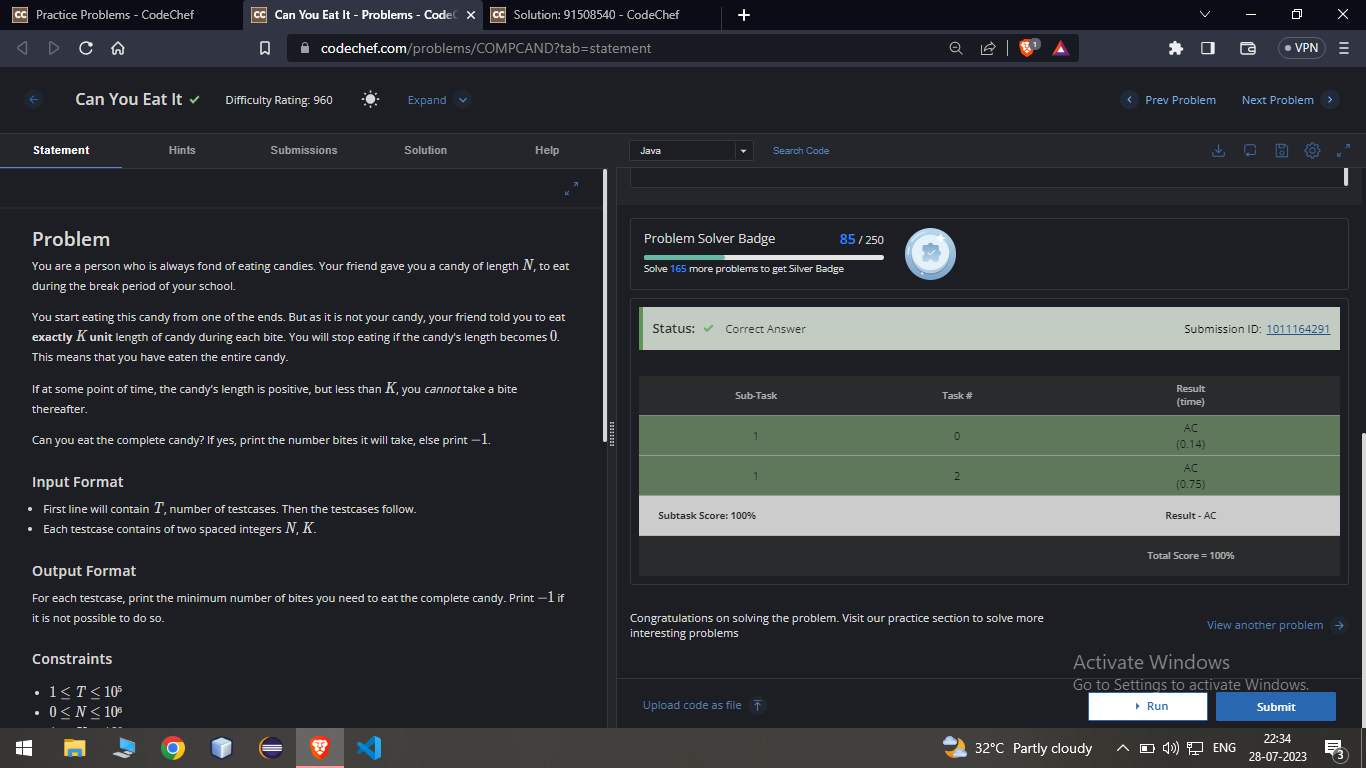 Practice Problems - CodeChef
Can You Eat It - Problems - CodeC
Solution: 91508540 - CodeChef
codechef.com/problems/COMPCAND?tab=statement
1
VPN
Can You Eat It
Difficulty Rating: 960
Expand
Prev Problem
Next Problem
Statement
Hints
Submissions
Solution
Help
Java
Search Code
Problem
You are a person who is always fond of eating candies. Your friend gave you a candy of length N, to eat
during the break period of your school.
You start eating this candy from one of the ends. But as it is not your candy, your friend told you to eat
exactly K unit length of candy during each bite. You will stop eating if the candy's length becomes 0.
This means that you have eaten the entire candy.
If at some point of time, the candy's length is positive, but less than K, you cannot take a bite
thereafter.
Can you eat the complete candy? If yes, print the number bites it will take, else print −1.
Input Format
• First line will contain T, number of testcases. Then the testcases follow.
• Each testcase contains of two spaced integers N, K.
Output Format
For each testcase, print the minimum number of bites you need to eat the complete candy. Print −1 if
it is not possible to do so.
Constraints
• 1 ≤ T ≤ 10⁵
• 0 ≤ N ≤ 10⁶
Problem Solver Badge
85 / 250
Solve 165 more problems to get Silver Badge
Status: Correct Answer
Submission ID: 1011164291
Sub-Task
Task #
Result
(time)
1
0
AC
(0.14)
1
2
AC
(0.75)
Subtask Score: 100%
Result - AC
Total Score = 100%
Congratulations on solving the problem. Visit our practice section to solve more
interesting problems
View another problem
Activate Windows
Go to Settings to activate Windows.
Upload code as file
Run
Submit
32°C Partly cloudy
ENG
22:34
28-07-2023
3